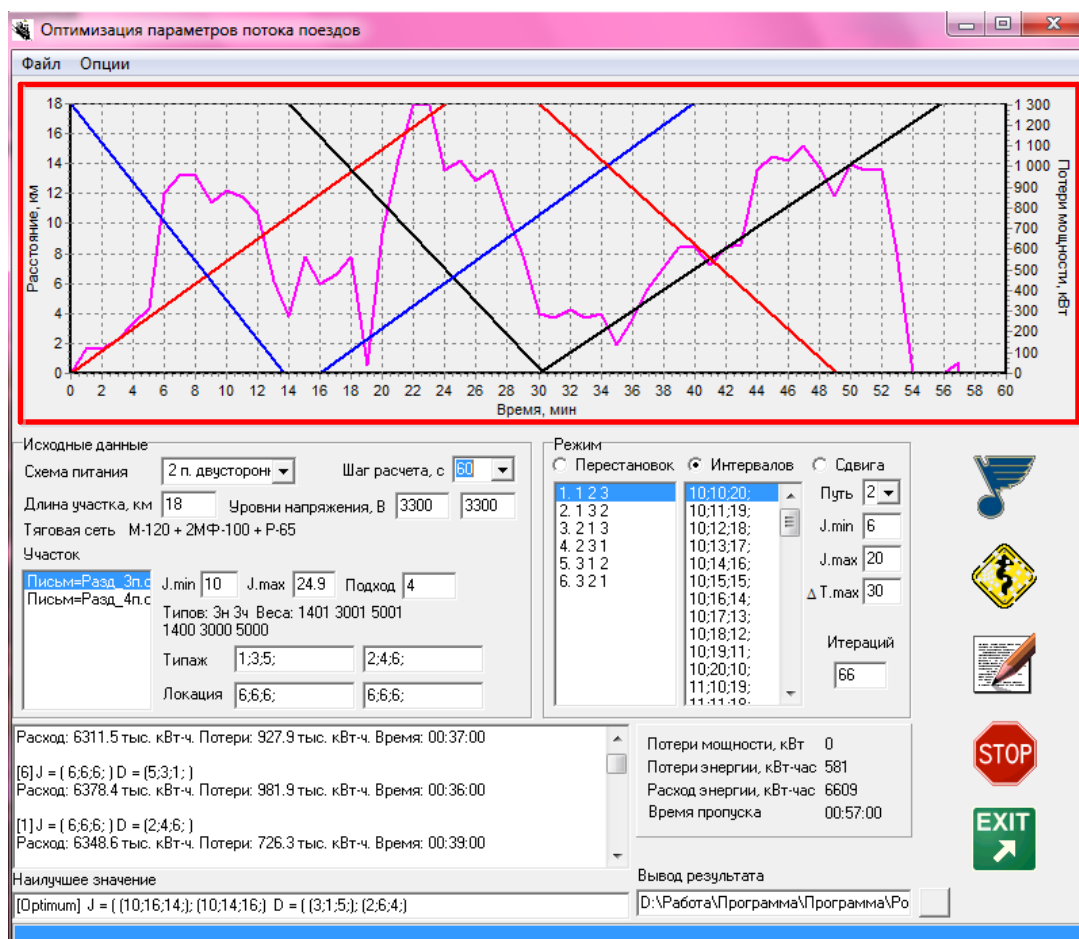 Оптимизация параметров потока поездов
Файл Опции
18
16
14
12
10
8
6
4
2
0
Расстояние, км
1 300
1 200
1 100
1 000
900
800
700
600
500
400
300
200
100
0
Потери мощности, кВт
0 2 4 6 8 10 12 14 16 18 20 22 24 26 28 30 32 34 36 38 40 42 44 46 48 50 52 54 56 58 60
Время, мин
Исходные данные
Схема питания 2 п. двусторон Шаг расчета, с 60
Длина участка, км 18 Уровни напряжения, В 3300 3300
Тяговая сеть М-120 + 2МФ-100 + Р-65
Участок
Письм=Разд_3п.с
Письм=Разд_4п.с
J.min 10 J.max 24.9 Подход 4
Типов: 3н 3ч Веса: 1401 3001 5001
1400 3000 5000
Типаж 1;3;5; 2;4;6;
Локация 6;6;6; 6;6;6;
Режим
Перестановок Интервалов Сдвига
1. 1 2 3
2. 1 3 2
3. 2 1 3
4. 2 3 1
5. 3 1 2
6. 3 2 1
10;10;20;
10;11;19;
10;12;18;
10;13;17;
10;14;16;
10;15;15;
10;16;14;
10;17;13;
10;18;12;
10;19;11;
10;20;10;
11;10;19;
11;11;18;
Путь 2
J.min 6
J.max 20
Δ T.max 30
Итераций
66
Расход: 6311.5 тыс. кВт-ч. Потери: 927.9 тыс. кВт-ч. Время: 00:37:00
[6] J = ( 6;6;6; ) D = (5;3;1; )
Расход: 6378.4 тыс. кВт-ч. Потери: 981.9 тыс. кВт-ч. Время: 00:36:00
[1] J = ( 6;6;6; ) D = (2;4;6; )
Расход: 6348.6 тыс. кВт-ч. Потери: 726.3 тыс. кВт-ч. Время: 00:39:00
Потери мощности, кВт 0
Потери энергии, кВт-час 581
Расход энергии, кВт-час 6609
Время пропуска 00:57:00
STOP
EXIT
Наилучшее значение
[Optimum] J = ( (10;16;14;); (10;14;16;) D = ( (3;1;5;); (2;6;4;)
Вывод результата
D:\Работа\Программа\Программа\Ро